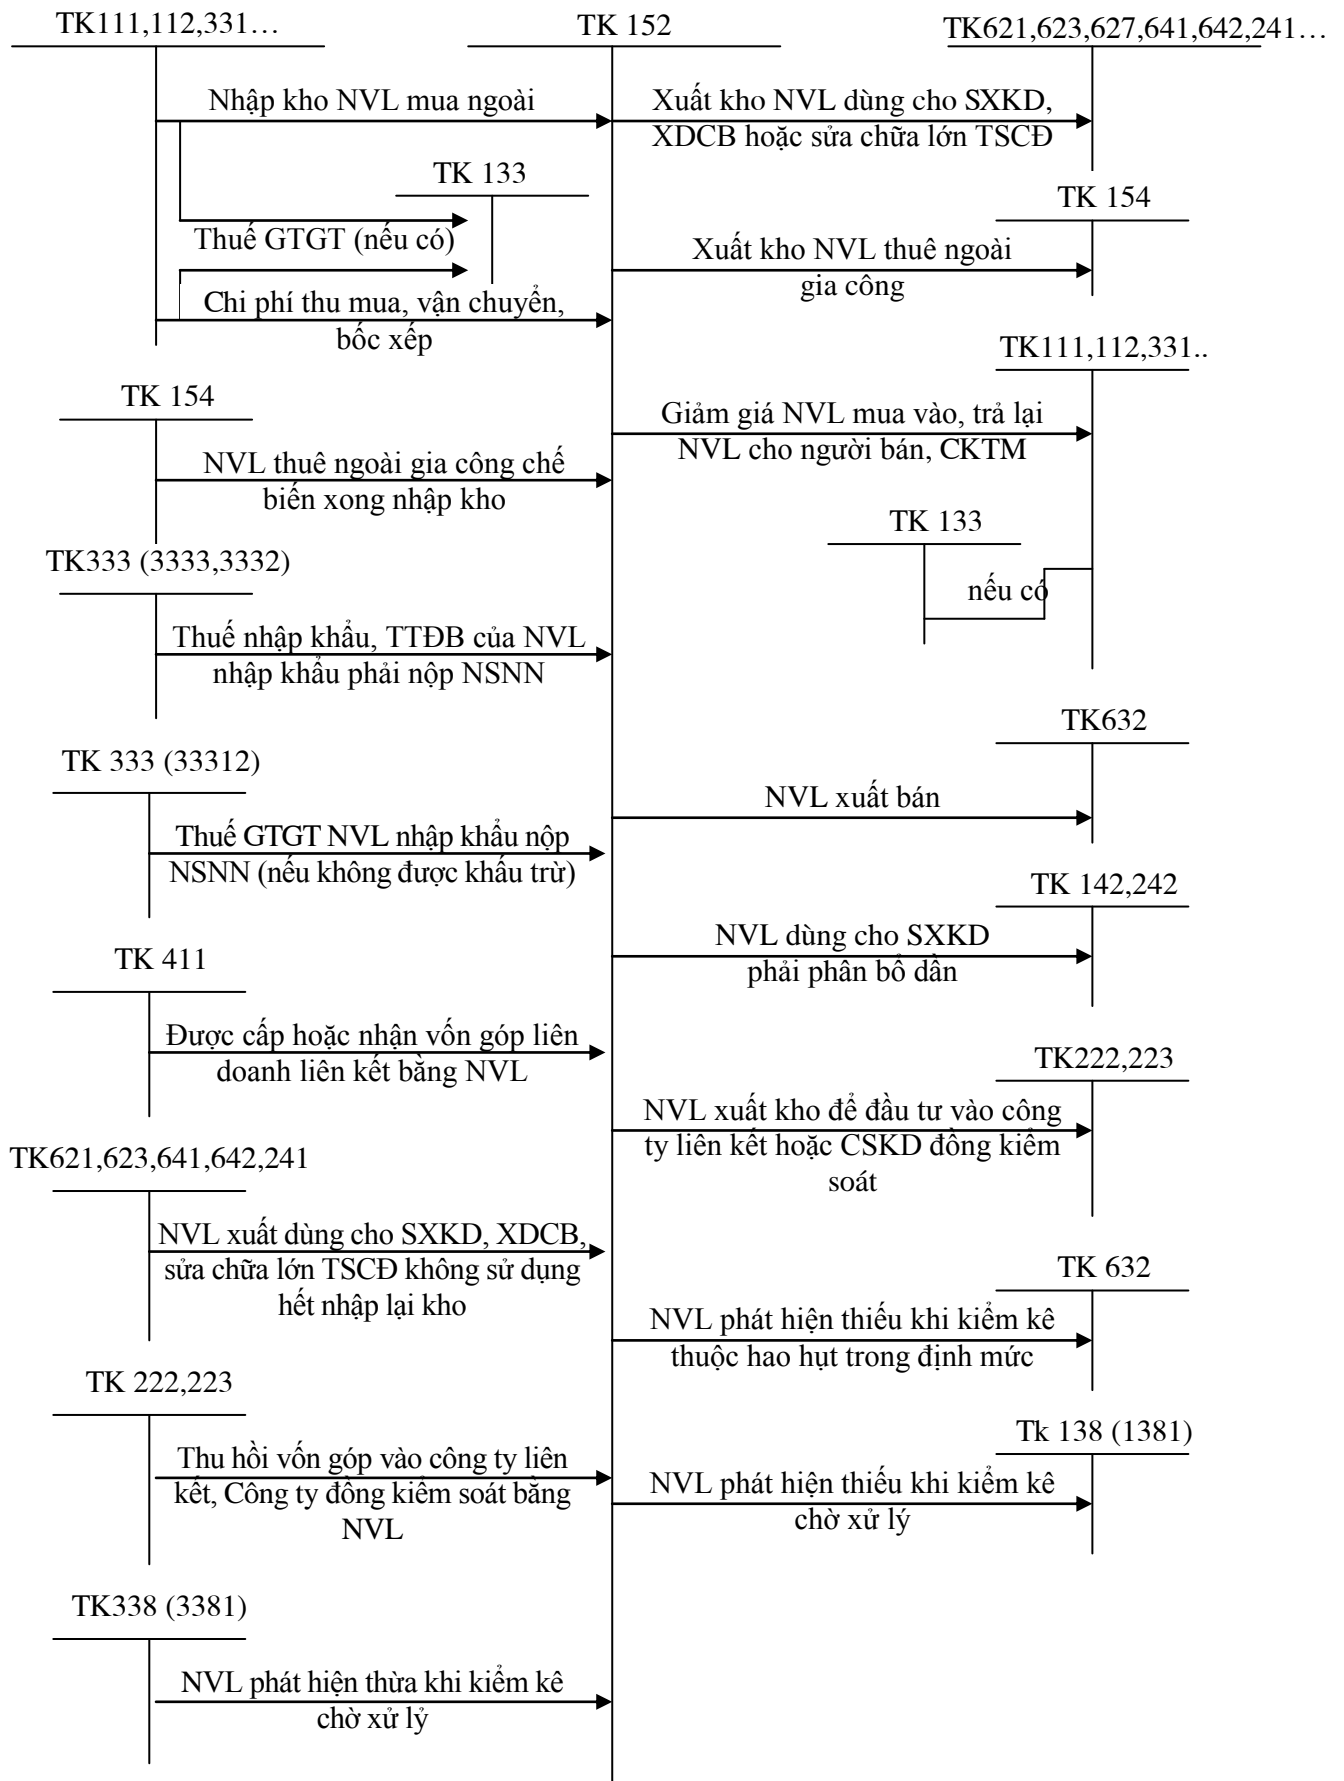 TK111,112,331…
TK 152
TK621,623,627,641,642,241…
Nhập kho NVL mua ngoài
Xuất kho NVL dùng cho SXKD,
XDCB hoặc sửa chữa lớn TSCĐ
TK 133
TK 154
Thuế GTGT (nếu có)
Xuất kho NVL thuê ngoài
gia công
Chi phí thu mua, vận chuyển,
bốc xếp
TK111,112,331..
TK 154
Giảm giá NVL mua vào, trả lại
NVL cho người bán, CKTM
NVL thuê ngoài gia công chế
biến xong nhập kho
TK 133
TK333 (3333,3332)
nếu có
Thuế nhập khẩu, TTĐB của NVL
nhập khẩu phải nộp NSNN
TK632
TK 333 (33312)
NVL xuất bán
Thuế GTGT NVL nhập khẩu nộp
NSNN (nếu không được khấu trừ)
TK 142,242
NVL dùng cho SXKD
phải phân bổ dần
TK 411
Được cấp hoặc nhận vốn góp liên
doanh liên kết bằng NVL
TK222,223
NVL xuất kho để đầu tư vào công
ty liên kết hoặc CSKD đồng kiểm
soát
TK621,623,641,642,241
NVL xuất dùng cho SXKD, XDCB,
sửa chữa lớn TSCĐ không sử dụng
hết nhập lại kho
TK 632
NVL phát hiện thiếu khi kiểm kê
thuộc hao hụt trong định mức
TK 222,223
Thu hồi vốn góp vào công ty liên
kết, Công ty đồng kiểm soát bằng
NVL
Tk 138 (1381)
NVL phát hiện thiếu khi kiểm kê
chờ xử lý
TK338 (3381)
NVL phát hiện thừa khi kiểm kê
chờ xử lỷ